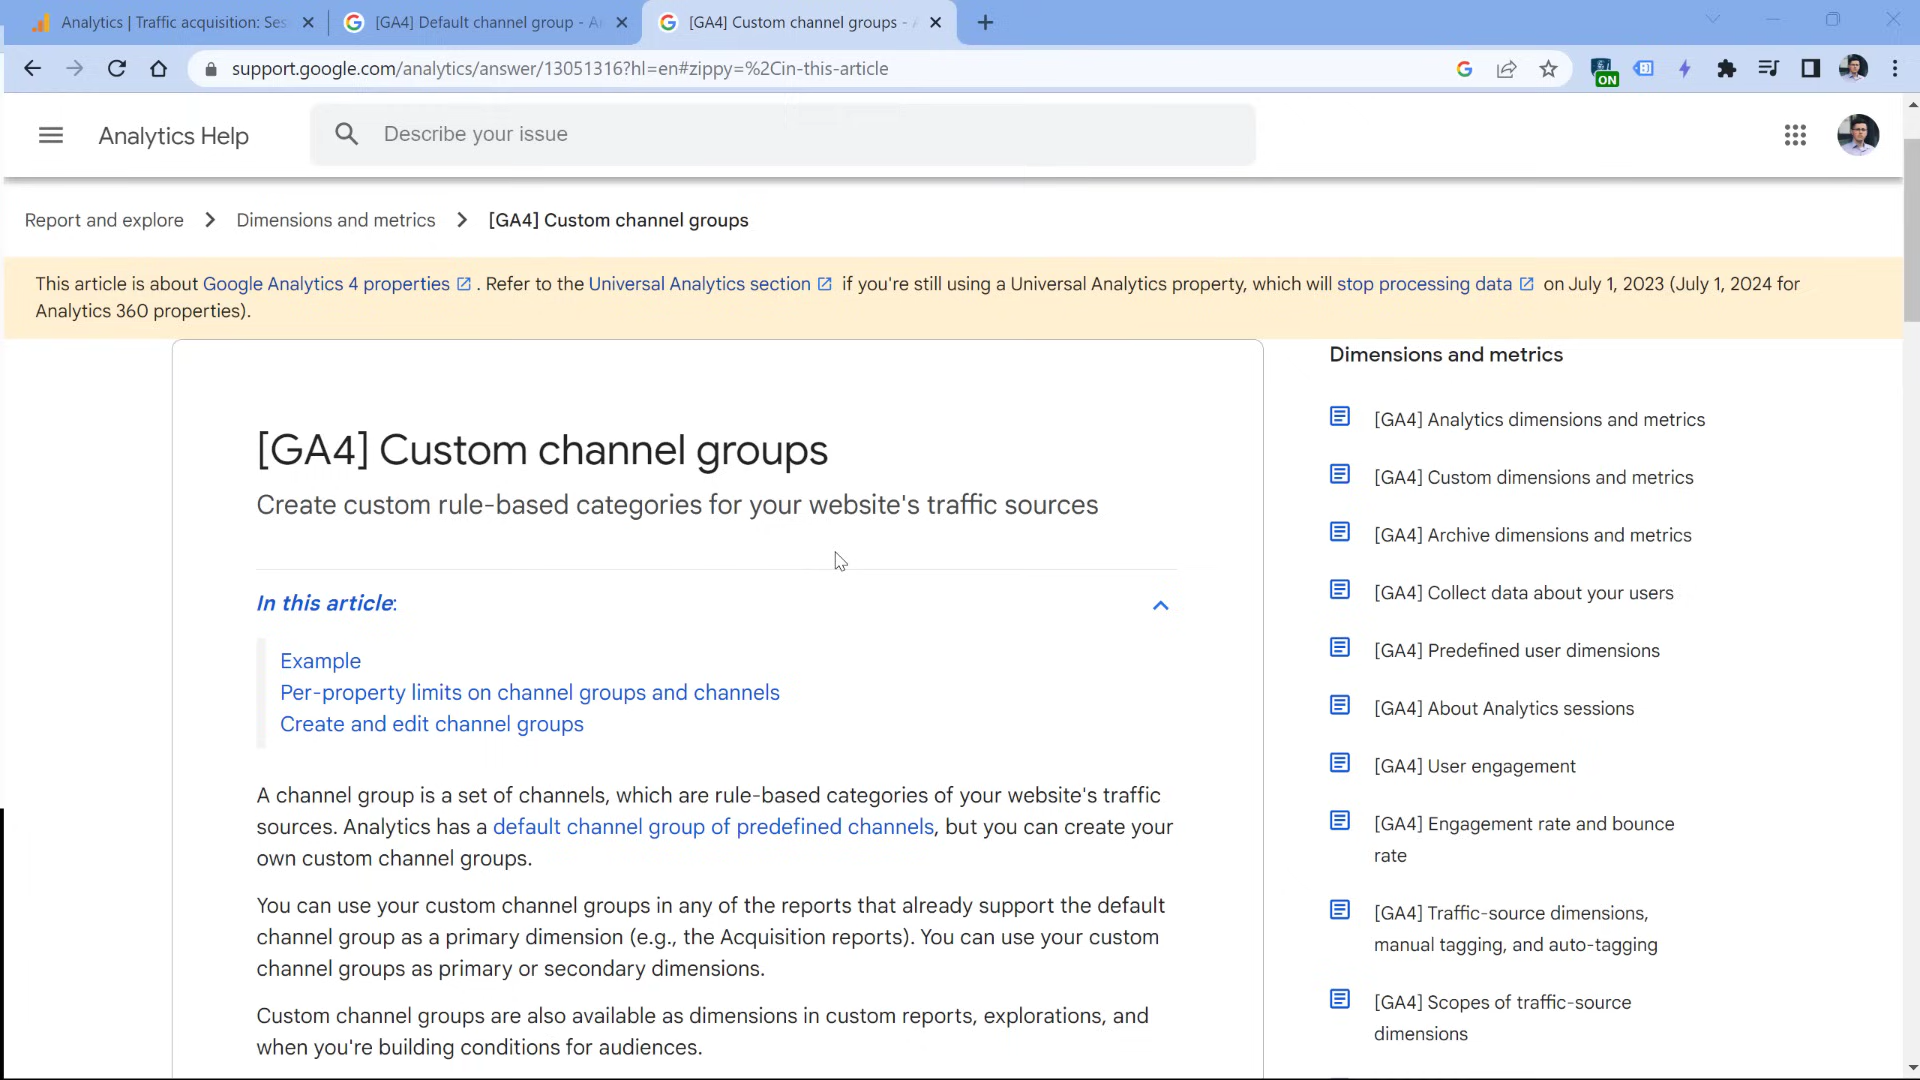 Analytics | Traffic acquisition: Ses
[GA4] Default channel group - An
[GA4] Custom channel groups -
support.google.com/analytics/answer/13051316?hl=en#zippy=%2Cin-this-article
ON
Analytics Help
Describe your issue
Report and explore
Dimensions and metrics
[GA4] Custom channel groups
This article is about Google Analytics 4 properties . Refer to the Universal Analytics section if you're still using a Universal Analytics property, which will stop processing data on July 1, 2023 (July 1, 2024 for
Analytics 360 properties).
[GA4] Custom channel groups
Create custom rule-based categories for your website's traffic sources
In this article:
Example
Per-property limits on channel groups and channels
Create and edit channel groups
A channel group is a set of channels, which are rule-based categories of your website's traffic
sources. Analytics has a default channel group of predefined channels, but you can create your
own custom channel groups.
You can use your custom channel groups in any of the reports that already support the default
channel group as a primary dimension (e.g., the Acquisition reports). You can use your custom
channel groups as primary or secondary dimensions.
Custom channel groups are also available as dimensions in custom reports, explorations, and
when you're building conditions for audiences.
Dimensions and metrics
[GA4] Analytics dimensions and metrics
[GA4] Custom dimensions and metrics
[GA4] Archive dimensions and metrics
[GA4] Collect data about your users
[GA4] Predefined user dimensions
[GA4] About Analytics sessions
[GA4] User engagement
[GA4] Engagement rate and bounce
rate
[GA4] Traffic-source dimensions,
manual tagging, and auto-tagging
[GA4] Scopes of traffic-source
dimensions